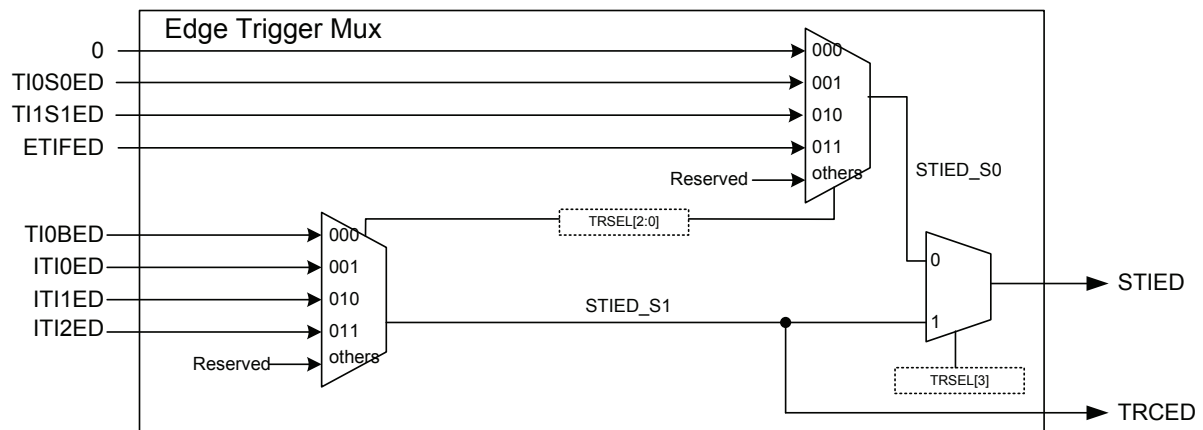 Edge Trigger Mux
0
000
TI0S0ED
001
TI1S1ED
010
ETIFED
011
Reserved
others
STIED_S0
TRSEL[2:0]
TI0BED
000
ITI0ED
001
ITI1ED
010
ITI2ED
011
Reserved
others
STIED_S1
0
1
STIED
TRSEL[3]
TRCED